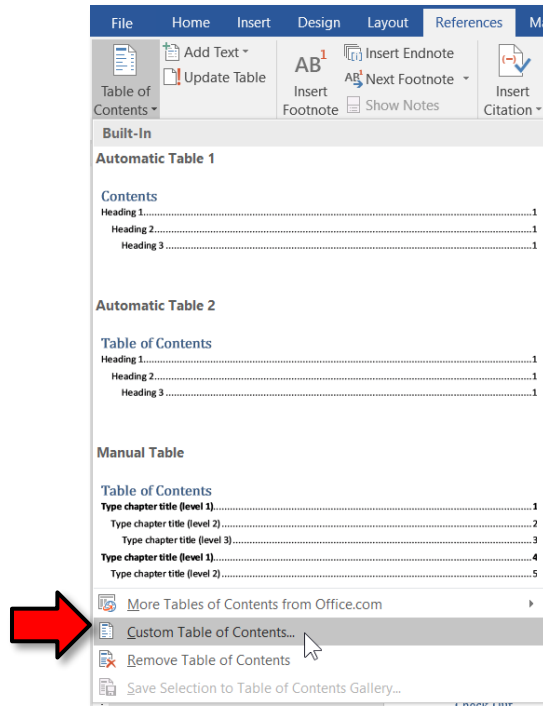 File Home Insert Design Layout References Ma
Add Text Insert Endnote
Update Table AB1 AB1 Next Footnote (-)
Table of Contents Insert Footnote Show Notes Insert Citation
Built-In
Automatic Table 1
Contents
Heading 1 1
Heading 2 1
Heading 3 1
Automatic Table 2
Table of Contents
Heading 1 1
Heading 2 1
Heading 3 1
Manual Table
Table of Contents
Type chapter title (level 1) 1
Type chapter title (level 2) 2
Type chapter title (level 3) 3
Type chapter title (level 1) 4
Type chapter title (level 2) 5
More Tables of Contents from Office.com
Custom Table of Contents...
Remove Table of Contents
Save Selection to Table of Contents Gallery...